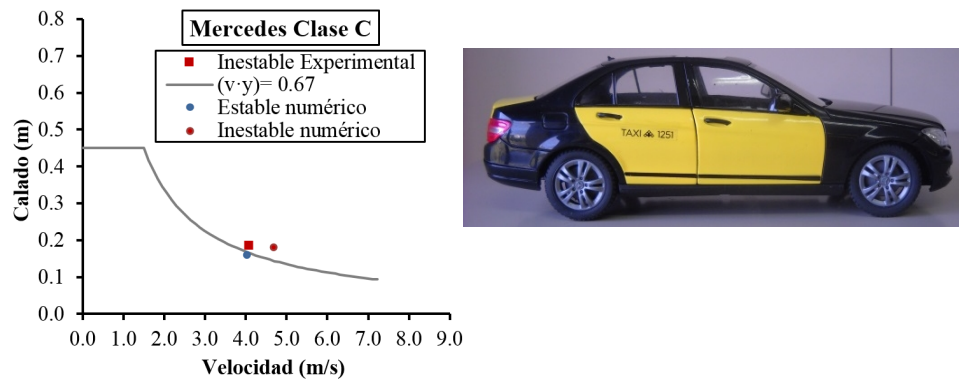 Mercedes Clase C
Inestable Experimental
(v·y)= 0.67
Estable numérico
Inestable numérico
Calado (m)
0.8
0.7
0.6
0.5
0.4
0.3
0.2
0.1
0.0
0.0 1.0 2.0 3.0 4.0 5.0 6.0 7.0 8.0 9.0
Velocidad (m/s)
TAXI 1251